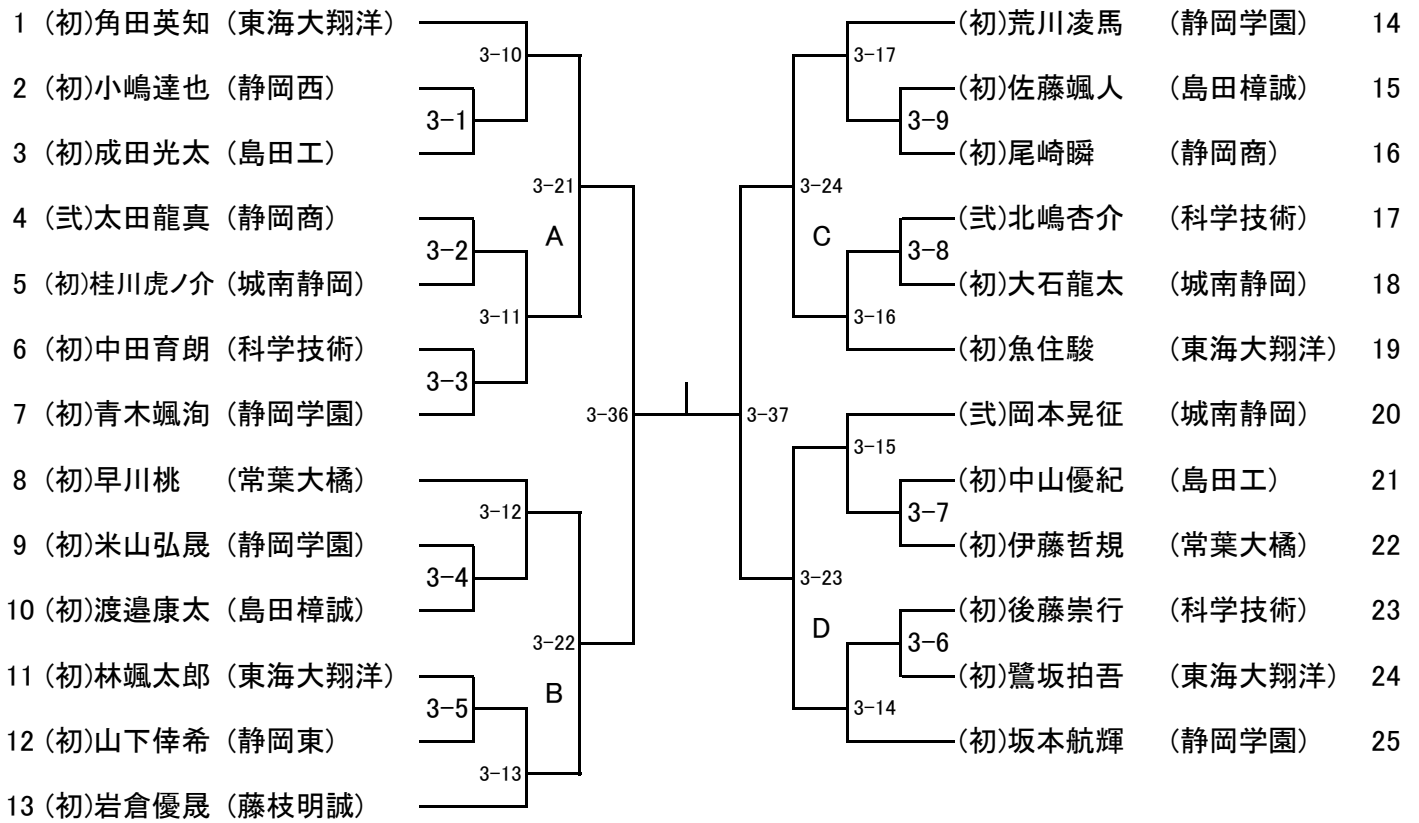 1 (初)角田英知 (東海大翔洋)
3-10
2 (初)小嶋達也 (静岡西)
3-1
3 (初)成田光太 (島田工)
3-21
4 (弐)太田龍真 (静岡商)
A
3-2
5 (初)桂川虎ノ介 (城南静岡)
3-11
6 (初)中田育朗 (科学技術)
3-3
7 (初)青木颯洵 (静岡学園)
3-36
8 (初)早川桃 (常葉大橘)
3-12
9 (初)米山弘晟 (静岡学園)
3-4
10 (初)渡邉康太 (島田樟誠)
3-22
11 (初)林颯太郎 (東海大翔洋)
B
3-5
12 (初)山下倖希 (静岡東)
3-13
13 (初)岩倉優晟 (藤枝明誠)
(初)荒川凌馬 (静岡学園) 14
3-17
(初)佐藤颯人 (島田樟誠) 15
3-9
(初)尾崎瞬 (静岡商) 16
3-24
(弐)北嶋杏介 (科学技術) 17
C
3-8
(初)大石龍太 (城南静岡) 18
3-16
(初)魚住駿 (東海大翔洋) 19
3-37
(弐)岡本晃征 (城南静岡) 20
3-15
(初)中山優紀 (島田工) 21
3-7
(初)伊藤哲規 (常葉大橘) 22
3-23
(初)後藤崇行 (科学技術) 23
D
3-6
(初)鷺坂拍吾 (東海大翔洋) 24
3-14
(初)坂本航輝 (静岡学園) 25